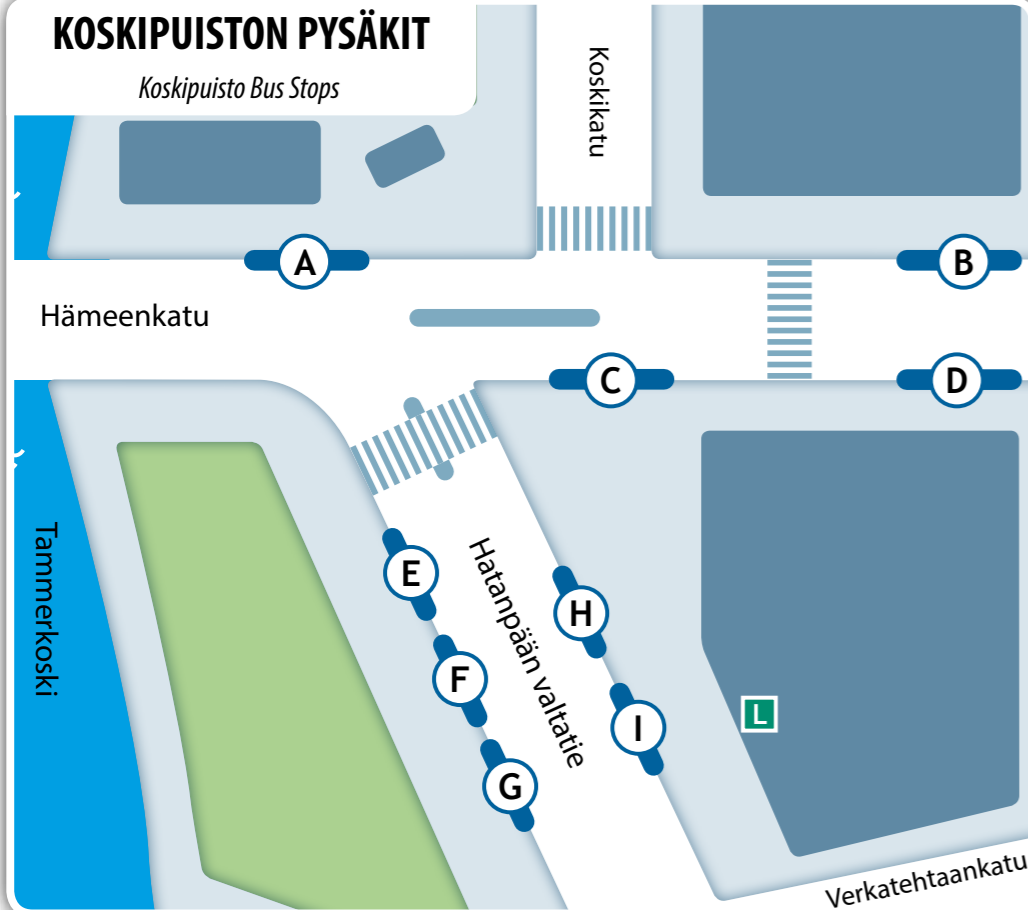 KOSKIPUISTON PYSÄKIT
Koskipuisto Bus Stops
Koskikatu
A
B
Hämeenkatu
C
D
Tammerkoski
E
Hatanpään valtatie
H
F
I
L
G
Verkatehtaankatu